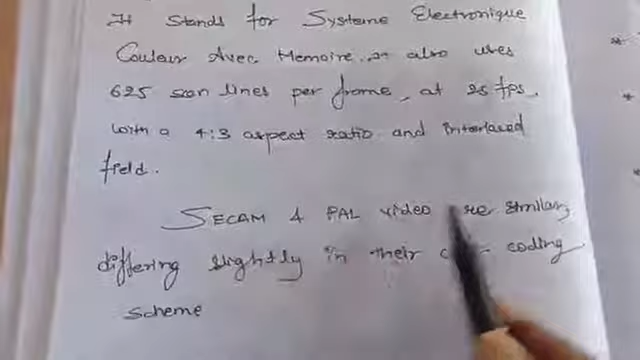 It stands for Systeme Electronique
Couleur Avec Memoire. It also uses
625 scan lines per frame, at 25 fps,
with a 4:3 aspect ratio and interlaced
field.
SECAM & PAL video are similar,
differing slightly in their coding
scheme